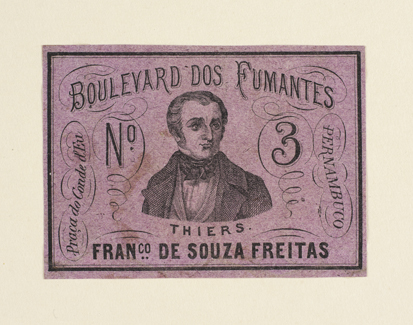 BOULEVARD DOS FUMANTES
Praça do Conde d'Eu
Nº 3
PERNAMBUCO
THIERS.
FRANCO. DE SOUZA FREITAS